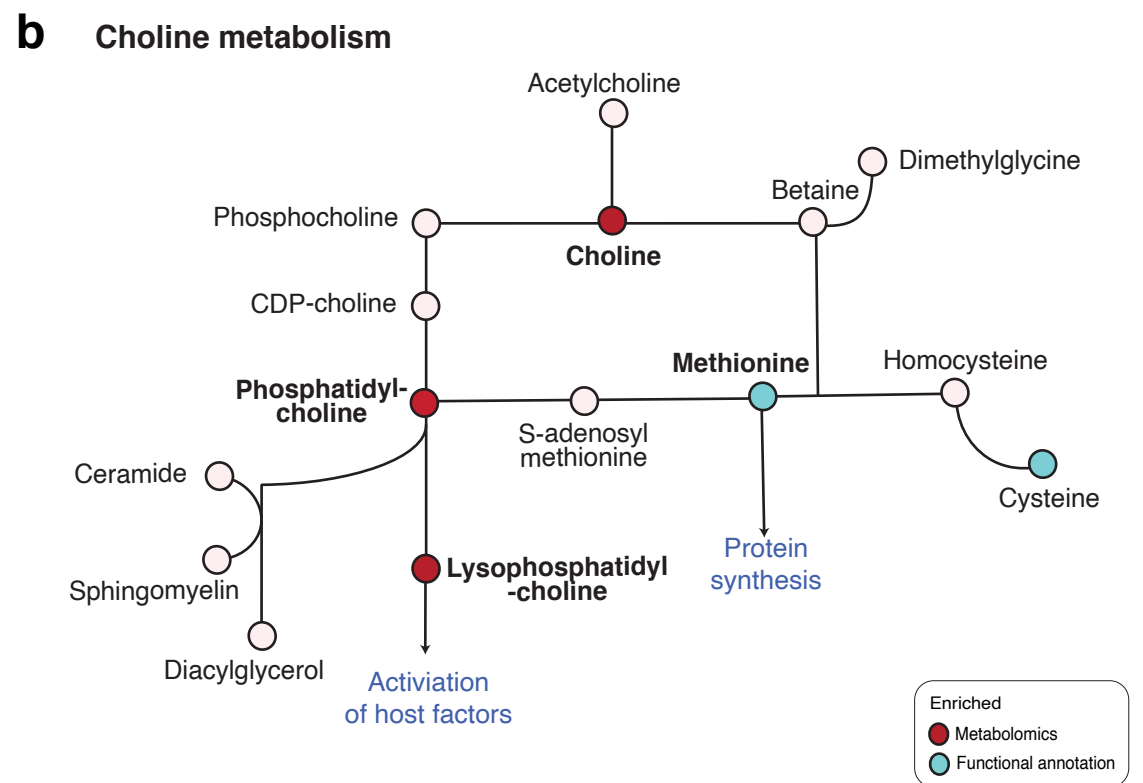 b Choline metabolism
Acetylcholine
Dimethylglycine
Betaine
Phosphocholine
Choline
CDP-choline
Methionine
Homocysteine
Phosphatidyl-
choline
S-adenosyl
methionine
Ceramide
Cysteine
Protein
synthesis
Lysophosphatidyl
-choline
Sphingomyelin
Diacylglycerol
Activiation
of host factors
Enriched
Metabolomics
Functional annotation